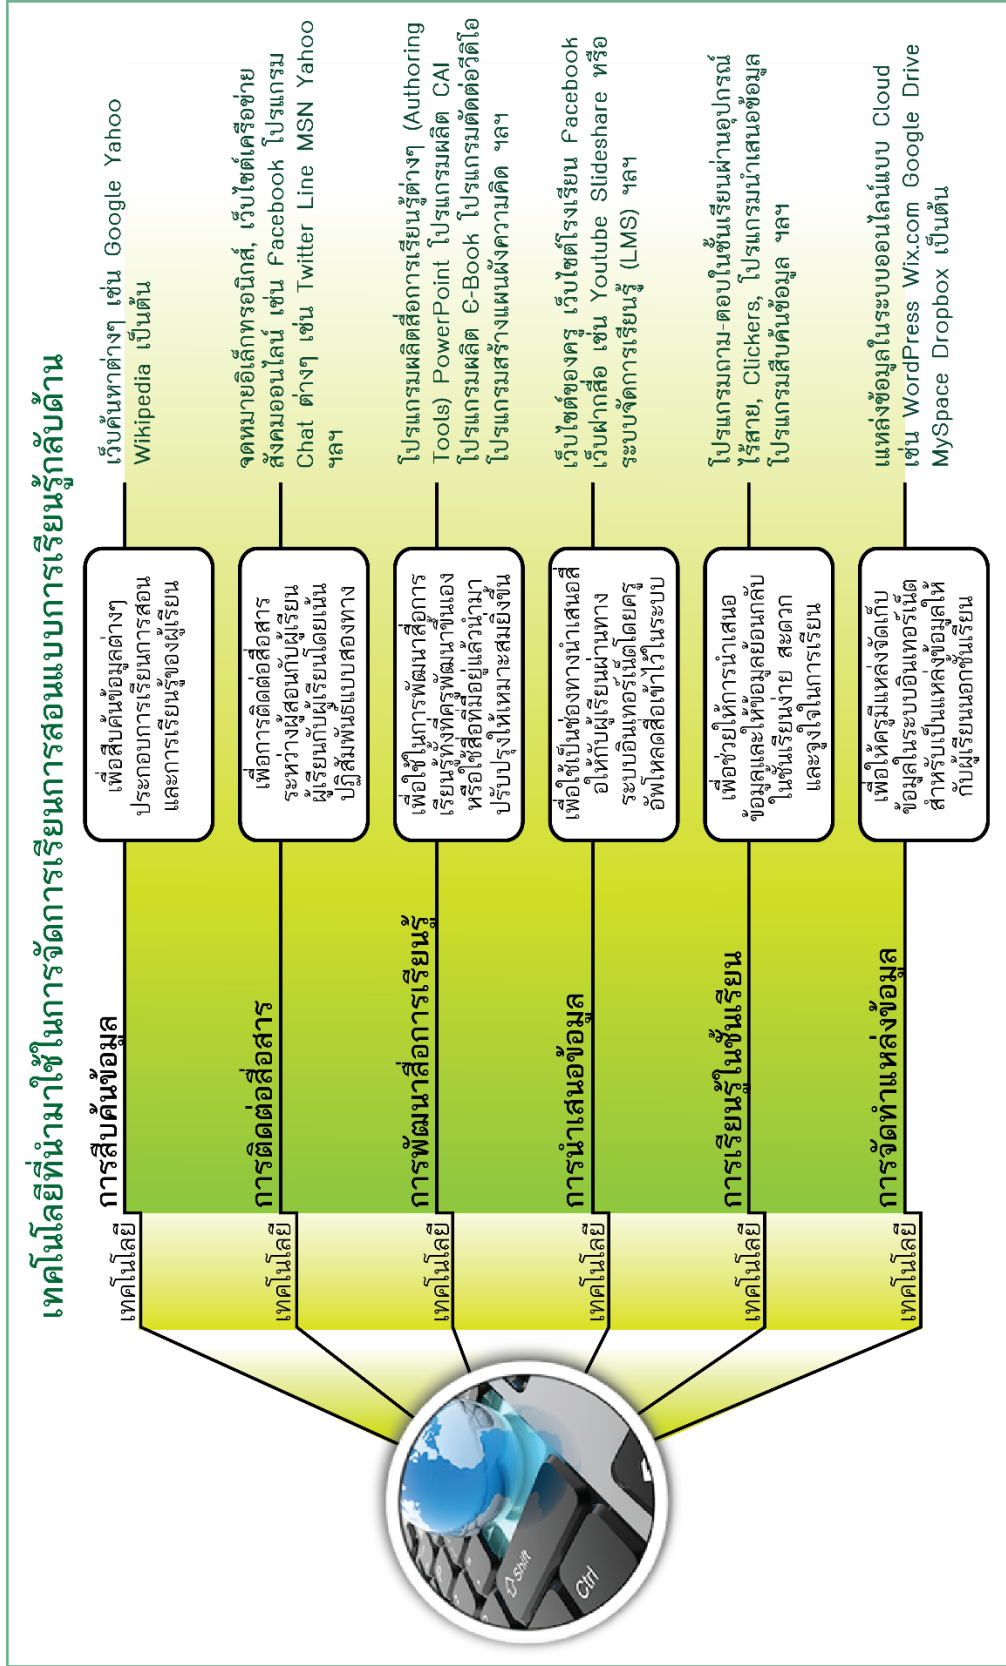 เทคโนโลยีที่นำมาใช้ในการจัดการเรียนการสอนแบบการเรียนรู้กลับด้าน
เทคโนโลยี
การสืบค้นข้อมูล
เพื่อสืบค้นข้อมูลต่างๆ
ประกอบการเรียนการสอน
และการเรียนรู้ของผู้เรียน
เว็บค้นหาต่างๆ เช่น Google Yahoo
Wikipedia เป็นต้น
เทคโนโลยี
การติดต่อสื่อสาร
เพื่อการติดต่อสื่อสาร
ระหว่างผู้สอนกับผู้เรียน
ผู้เรียนกับผู้เรียนโดยเน้น
ปฏิสัมพันธ์แบบสองทาง
จดหมายอิเล็กทรอนิกส์, เว็บไซต์เครือข่าย
สังคมออนไลน์ เช่น Facebook โปรแกรม
Chat ต่างๆ เช่น Twitter Line MSN Yahoo
ฯลฯ
เทคโนโลยี
การพัฒนาสื่อการเรียนรู้
เพื่อใช้ในการพัฒนาสื่อการ
เรียนรู้ทั้งที่ครูพัฒนาขึ้นเอง
หรือใช้สื่อที่มีอยู่แล้วนำมา
ปรับปรุงให้เหมาะสมยิ่งขึ้น
โปรแกรมผลิตสื่อการเรียนรู้ต่างๆ (Authoring
Tools) PowerPoint โปรแกรมผลิต CAI
โปรแกรมผลิต E-Book โปรแกรมตัดต่อวีดิโอ
โปรแกรมสร้างแผนผังความคิด ฯลฯ
เทคโนโลยี
การนำเสนอข้อมูล
เพื่อใช้เป็นช่องทางนำเสนอสื่
อให้กับผู้เรียนผ่านทาง
ระบบอินเทอร์เน็ตโดยครู
อัพโหลดสื่อเข้าไว้ในระบบ
เว็บไซต์ของครู เว็บไซต์โรงเรียน Facebook
เว็บฝากสื่อ เช่น Youtube Slideshare หรือ
ระบบจัดการเรียนรู้ (LMS) ฯลฯ
เทคโนโลยี
การเรียนรู้ในชั้นเรียน
เพื่อช่วยให้การนำเสนอ
ข้อมูลและให้ข้อมูลย้อนกลับ
ในชั้นเรียนง่าย สะดวก
และจูงใจในการเรียน
โปรแกรมถาม-ตอบในชั้นเรียนผ่านอุปกรณ์
ไร้สาย, Clickers, โปรแกรมนำเสนอข้อมูล
โปรแกรมสืบค้นข้อมูล ฯลฯ
เทคโนโลยี
การจัดทำแหล่งข้อมูล
เพื่อให้ครูมีแหล่งจัดเก็บ
ข้อมูลในระบบอินเทอร์เน็ต
สำหรับเป็นแหล่งข้อมูลให้
กับผู้เรียนนอกชั้นเรียน
แหล่งข้อมูลในระบบออนไลน์แบบ Cloud
เช่น WordPress Wix.com Google Drive
MySpace Dropbox เป็นต้น
Shift
Ctrl